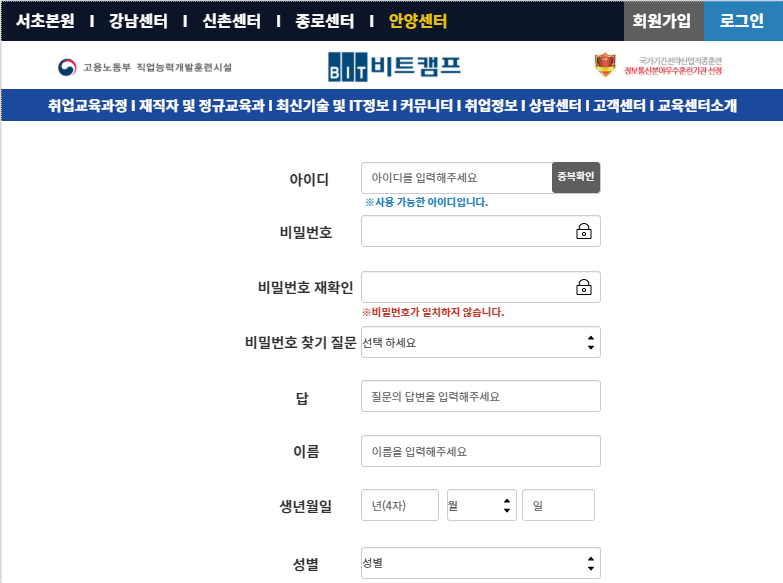 서초본원 I 강남센터 I 신촌센터 I 종로센터 I 안양센터 회원가입 로그인
고용노동부 직업능력개발훈련시설
BIT비트캠프
국가기간전략산업직종훈련
정보통신분야우수훈련기관 선정
취업교육과정 I 재직자 및 정규교육과 I 최신기술 및 IT정보 I 커뮤니티 I 취업정보 I 상담센터 I 고객센터 I 교육센터소개
아이디 아이디를 입력해주세요 중복확인
※사용 가능한 아이디입니다.
비밀번호
비밀번호 재확인
※비밀번호가 일치하지 않습니다.
비밀번호 찾기 질문 선택 하세요
답 질문의 답변을 입력해주세요
이름 이름을 입력해주세요
생년월일 년(4자) 월 일
성별 성별